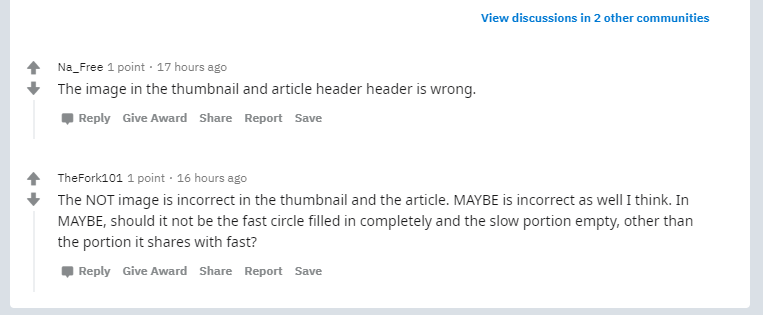 View discussions in 2 other communities
Na_Free 1 point · 17 hours ago
The image in the thumbnail and article header header is wrong.
Reply Give Award Share Report Save
TheFork101 1 point · 16 hours ago
The NOT image is incorrect in the thumbnail and the article. MAYBE is incorrect as well I think. In
MAYBE, should it not be the fast circle filled in completely and the slow portion empty, other than
the portion it shares with fast?
Reply Give Award Share Report Save